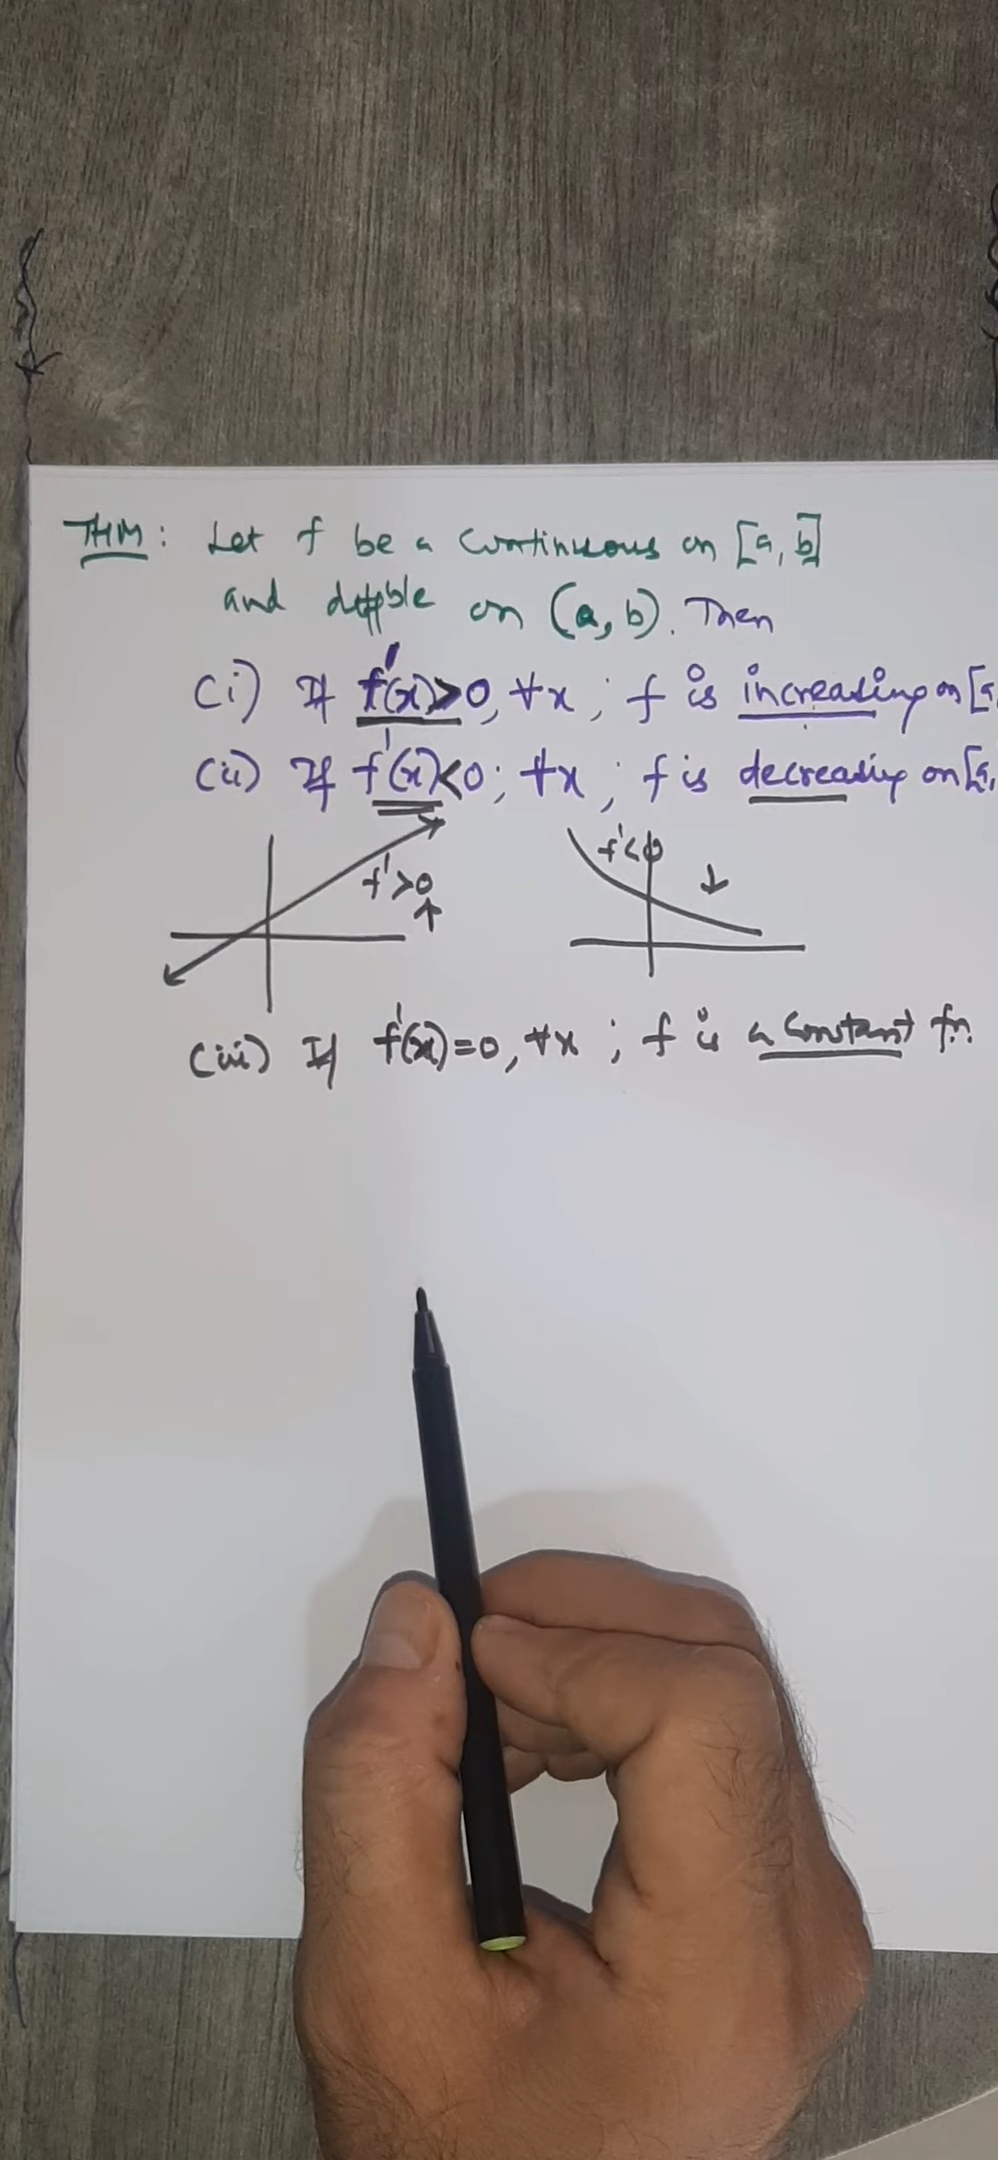 THM: Let f be a continuous on [a, b]
and diffble on (a, b). Then
(i) If f'(x)>0, ∀x ; f is increasing on [a,
(ii) If f'(x)<0; ∀x ; f is decreasing on [a,
f'>0 ↑
f'<0 ↓
(iii) If f'(x)=0, ∀x ; f is a constant fn.